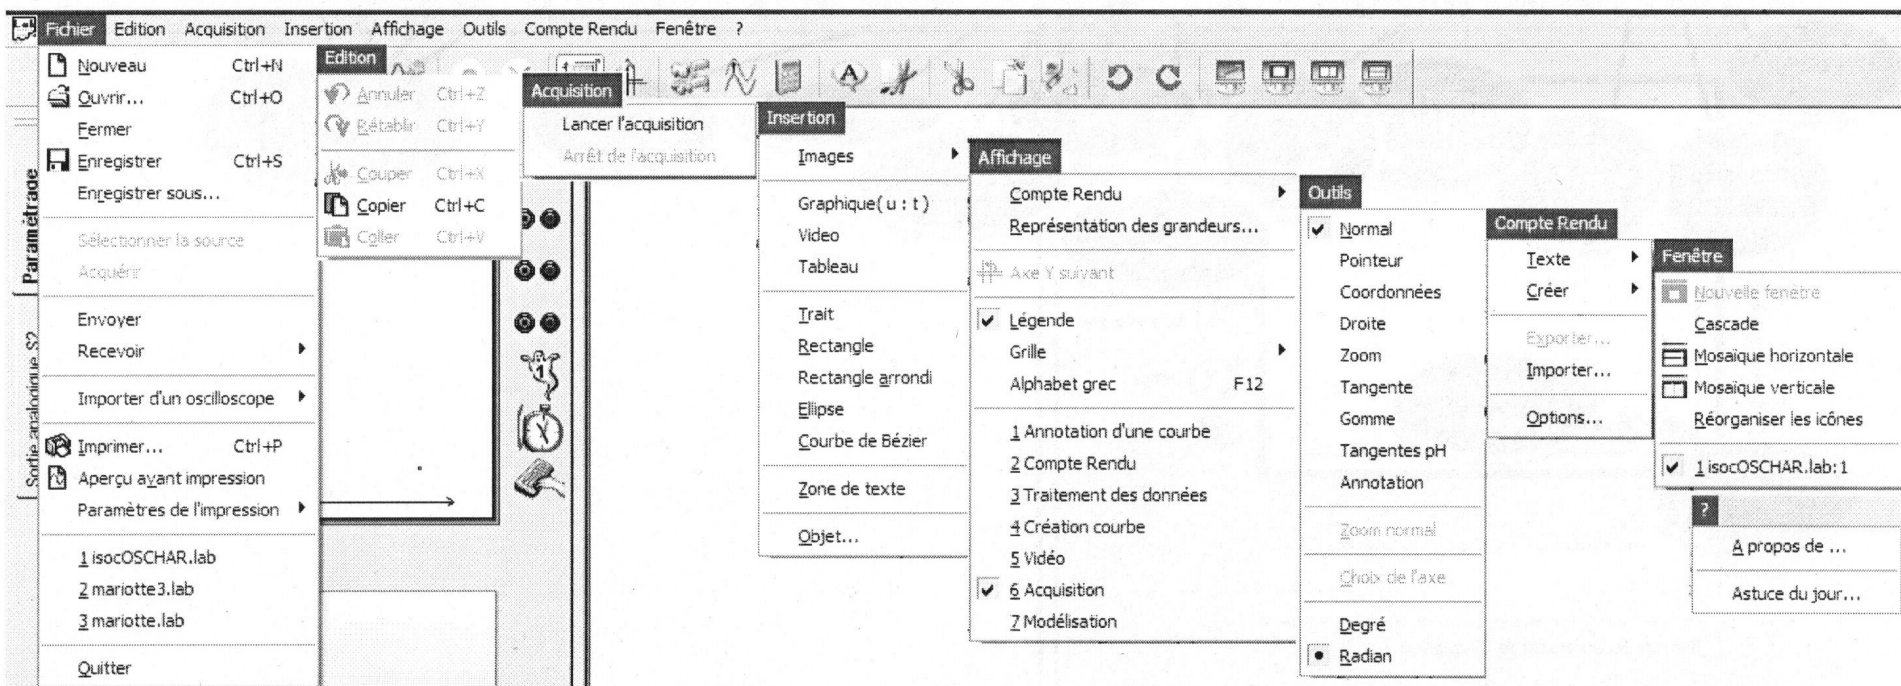 Fichier Edition Acquisition Insertion Affichage Outils Compte Rendu Fenêtre ?
Nouveau Ctrl+N
Ouvrir... Ctrl+O
Fermer
Enregistrer Ctrl+S
Enregistrer sous...
Sélectionner la source
Acquérir
Envoyer
Recevoir
Importer d'un oscilloscope
Imprimer... Ctrl+P
Aperçu avant impression
Paramètres de l'impression
1 isocOSCHAR.lab
2 mariotte3.lab
3 mariotte.lab
Quitter
Paramétrage
Sortie analogique S2
Edition
Annuler Ctrl+Z
Rétablir Ctrl+Y
Couper Ctrl+X
Copier Ctrl+C
Coller Ctrl+V
Acquisition
Lancer l'acquisition
Arrêt de l'acquisition
Insertion
Images
Graphique( u : t )
Video
Tableau
Trait
Rectangle
Rectangle arrondi
Ellipse
Courbe de Bézier
Zone de texte
Objet...
Affichage
Compte Rendu
Représentation des grandeurs...
Axe Y suivant
Légende
Grille
Alphabet grec F12
1 Annotation d'une courbe
2 Compte Rendu
3 Traitement des données
4 Création courbe
5 Vidéo
6 Acquisition
7 Modélisation
Outils
Normal
Pointeur
Coordonnées
Droite
Zoom
Tangente
Gomme
Tangentes pH
Annotation
Zoom normal
Choix de l'axe
Degré
Radian
Compte Rendu
Texte
Créer
Exporter...
Importer...
Options...
Fenêtre
Nouvelle fenêtre
Cascade
Mosaïque horizontale
Mosaïque verticale
Réorganiser les icônes
1 isocOSCHAR.lab:1
?
A propos de ...
Astuce du jour...